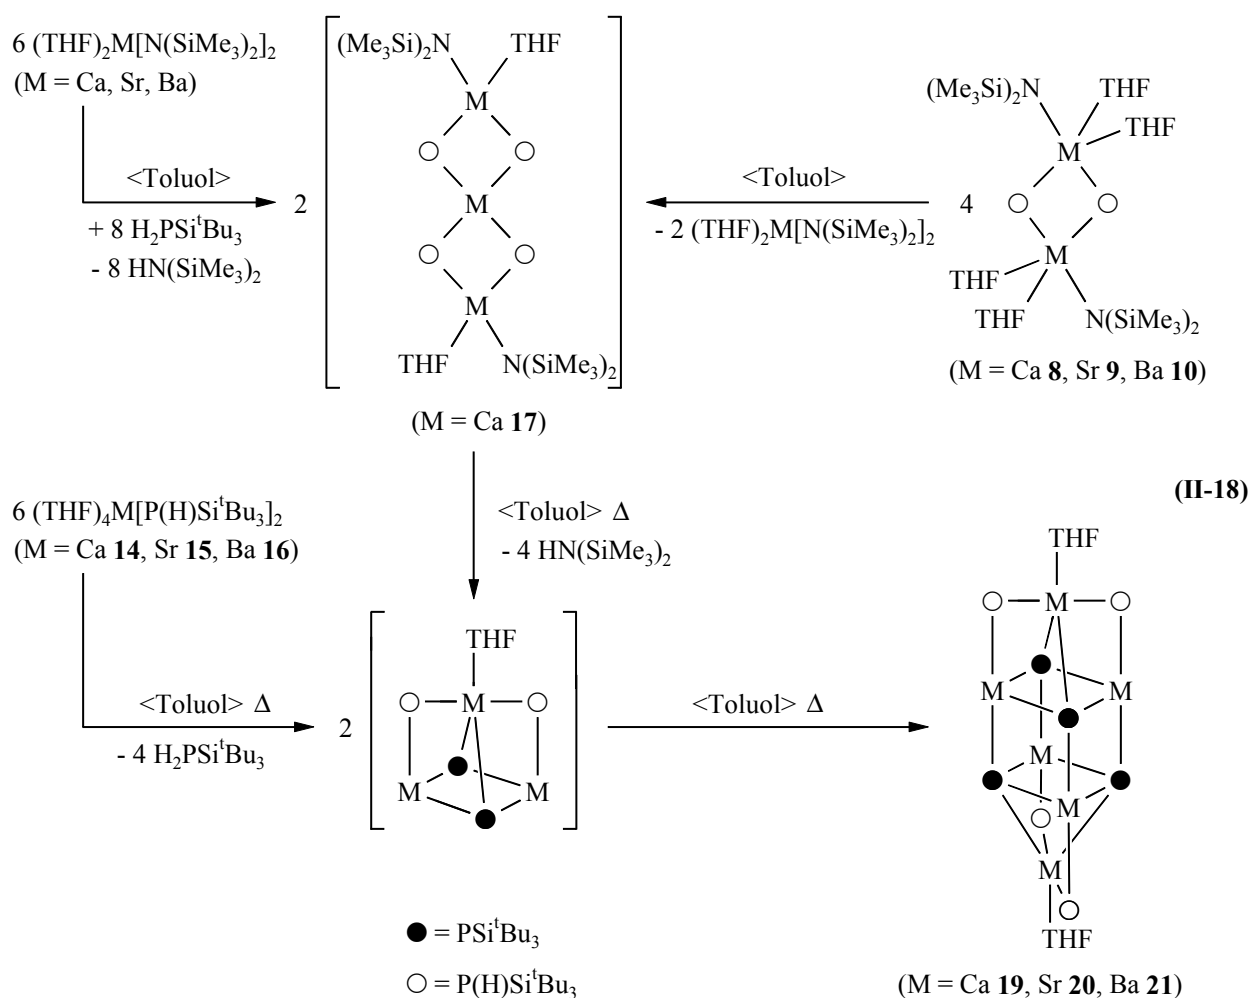 6 (THF)₂M[N(SiMe₃)₂]₂
(M = Ca, Sr, Ba)
<Toluol>
+ 8 H₂PSiᵗBu₃
- 8 HN(SiMe₃)₂
2
(Me₃Si)₂N THF
M
M
M
THF N(SiMe₃)₂
(M = Ca 17)
<Toluol>
- 2 (THF)₂M[N(SiMe₃)₂]₂
4
(Me₃Si)₂N THF
THF
M
M
THF
THF N(SiMe₃)₂
(M = Ca 8, Sr 9, Ba 10)
(II-18)
<Toluol> Δ
- 4 HN(SiMe₃)₂
6 (THF)₄M[P(H)SiᵗBu₃]₂
(M = Ca 14, Sr 15, Ba 16)
<Toluol> Δ
- 4 H₂PSiᵗBu₃
2
THF
M
M M
<Toluol> Δ
THF
M
M M
M
M
M
THF
(M = Ca 19, Sr 20, Ba 21)
= PSiᵗBu₃
= P(H)SiᵗBu₃